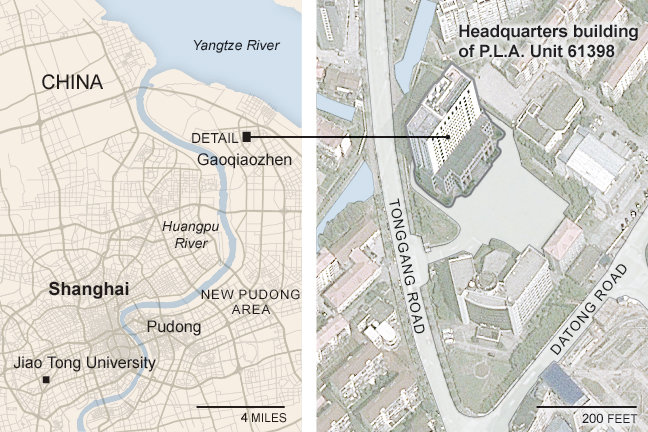 Yangtze River
CHINA
DETAIL
Gaoqiaozhen
Huangpu
River
Shanghai
NEW PUDONG
AREA
Pudong
Jiao Tong University
4 MILES
Headquarters building
of P.L.A. Unit 61398
TONGGANG ROAD
DATONG ROAD
200 FEET